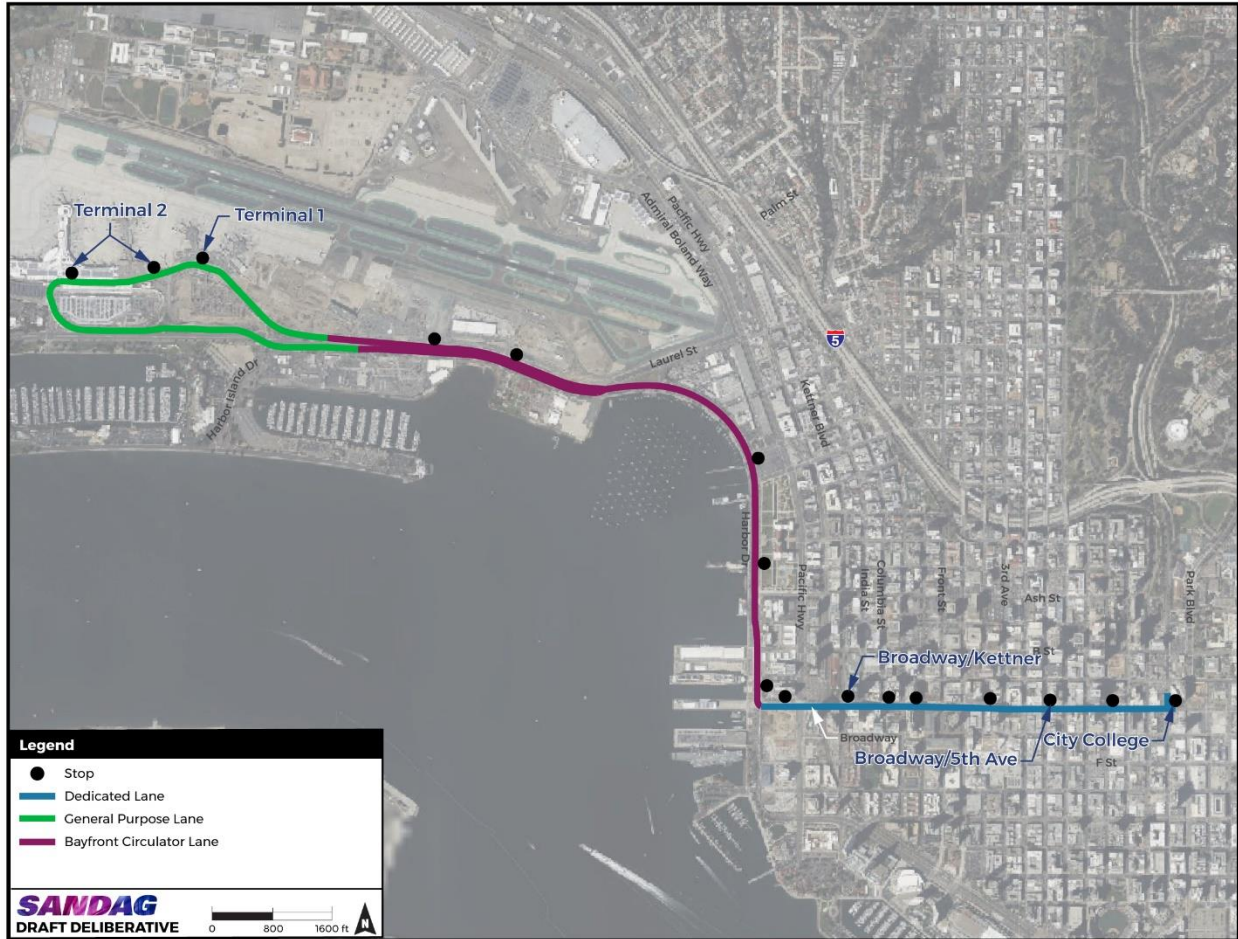 Terminal 2
Terminal 1
Palm St
Pacific Hwy
Admiral Boland Way
5
Laurel St
Kettner Blvd
Harbor Island Dr
Harbor Dr
Pacific Hwy
India St
Columbia St
Front St
3rd Ave
Ash St
Park Blvd
Broadway/Kettner
Broadway
Broadway/5th Ave
City College
F St
Legend
Stop
Dedicated Lane
General Purpose Lane
Bayfront Circulator Lane
SANDAG
DRAFT DELIBERATIVE
0 800 1600 ft
N